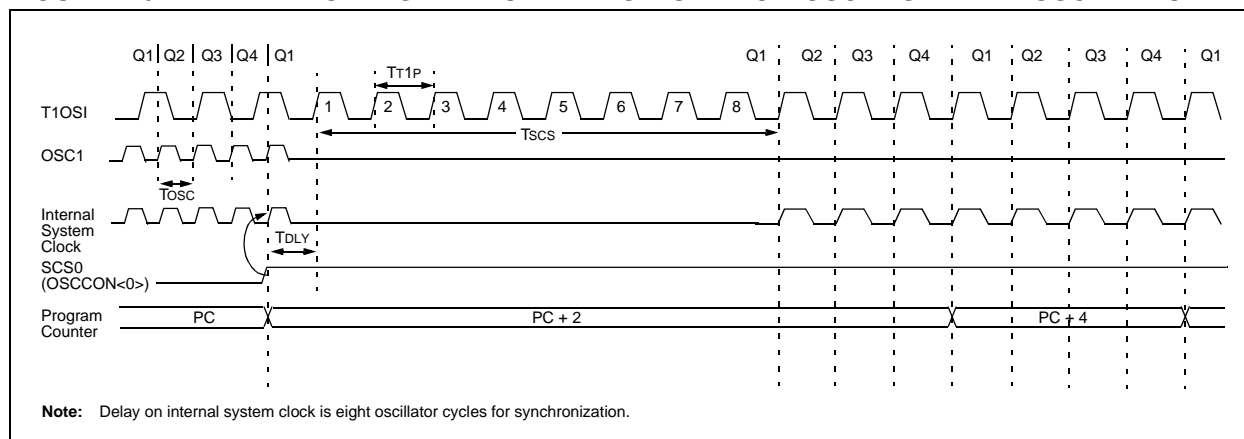 Q1 Q2 Q3 Q4 Q1 Q1 Q2 Q3 Q4 Q1 Q2 Q3 Q4 Q1
TT1P
T1OSI 1 2 3 4 5 6 7 8
TSCS
OSC1
TOSC
Internal
System
Clock
TDLY
SCS0
(OSCCON<0>)
Program
Counter
PC PC + 2 PC + 4
Note: Delay on internal system clock is eight oscillator cycles for synchronization.